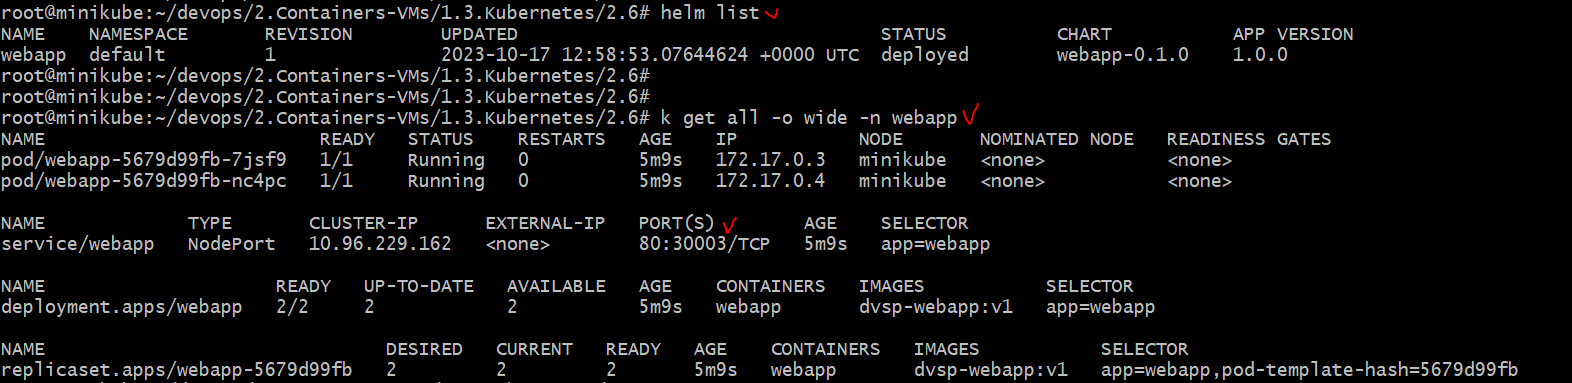 root@minikube:~/devops/2.Containers-VMs/1.3.Kubernetes/2.6# helm list
NAME NAMESPACE REVISION UPDATED STATUS CHART APP VERSION
webapp default 1 2023-10-17 12:58:53.07644624 +0000 UTC deployed webapp-0.1.0 1.0.0
root@minikube:~/devops/2.Containers-VMs/1.3.Kubernetes/2.6#
root@minikube:~/devops/2.Containers-VMs/1.3.Kubernetes/2.6#
root@minikube:~/devops/2.Containers-VMs/1.3.Kubernetes/2.6# k get all -o wide -n webapp
NAME READY STATUS RESTARTS AGE IP NODE NOMINATED NODE READINESS GATES
pod/webapp-5679d99fb-7jsf9 1/1 Running 0 5m9s 172.17.0.3 minikube <none> <none>
pod/webapp-5679d99fb-nc4pc 1/1 Running 0 5m9s 172.17.0.4 minikube <none> <none>
NAME TYPE CLUSTER-IP EXTERNAL-IP PORT(S) AGE SELECTOR
service/webapp NodePort 10.96.229.162 <none> 80:30003/TCP 5m9s app=webapp
NAME READY UP-TO-DATE AVAILABLE AGE CONTAINERS IMAGES SELECTOR
deployment.apps/webapp 2/2 2 2 5m9s webapp dvsp-webapp:v1 app=webapp
NAME DESIRED CURRENT READY AGE CONTAINERS IMAGES SELECTOR
replicaset.apps/webapp-5679d99fb 2 2 2 5m9s webapp dvsp-webapp:v1 app=webapp,pod-template-hash=5679d99fb